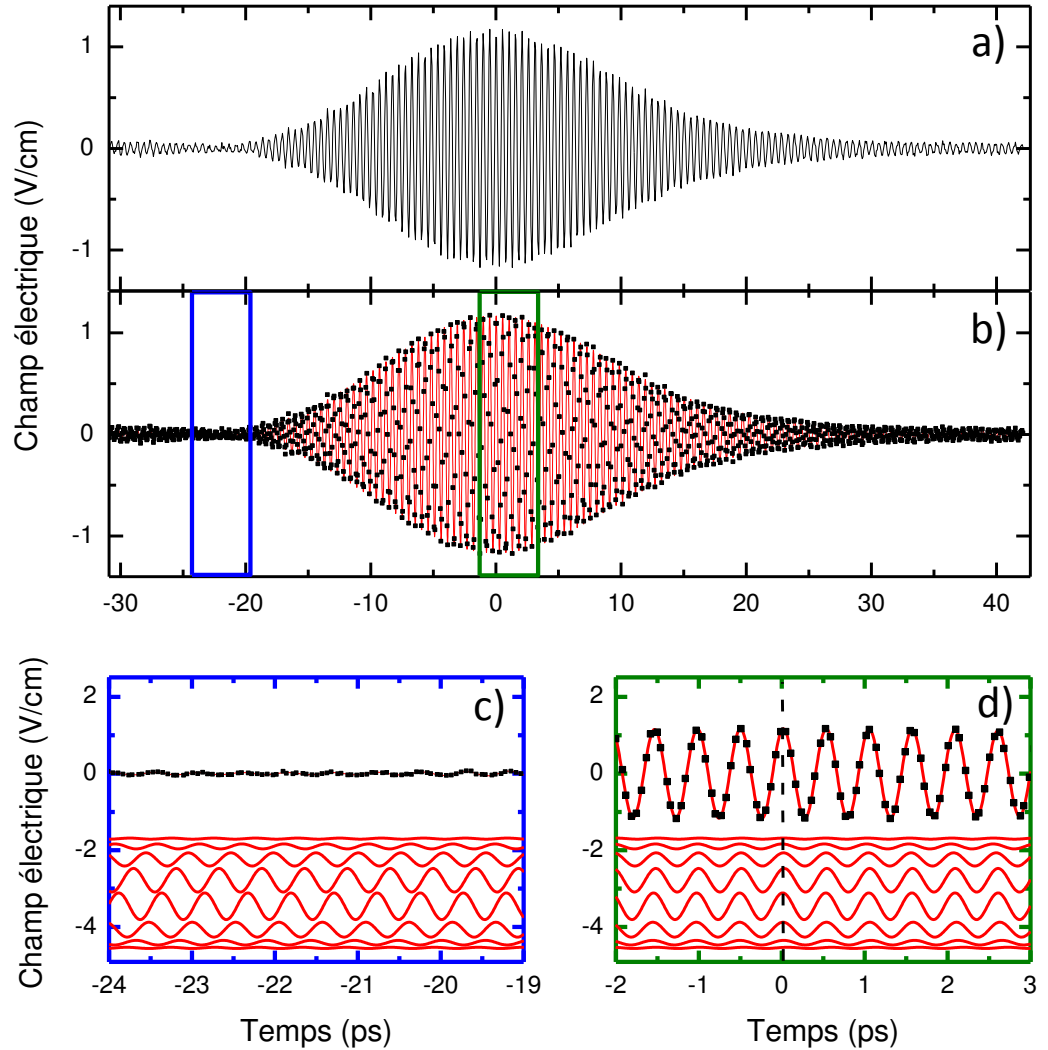 a)
1
0
-1
Champ électrique (V/cm)
b)
1
0
-1
-30 -20 -10 0 10 20 30 40
Champ électrique (V/cm)
c)
2
0
-2
-4
-24 -23 -22 -21 -20 -19
Temps (ps)
d)
2
0
-2
-4
-2 -1 0 1 2 3
Temps (ps)